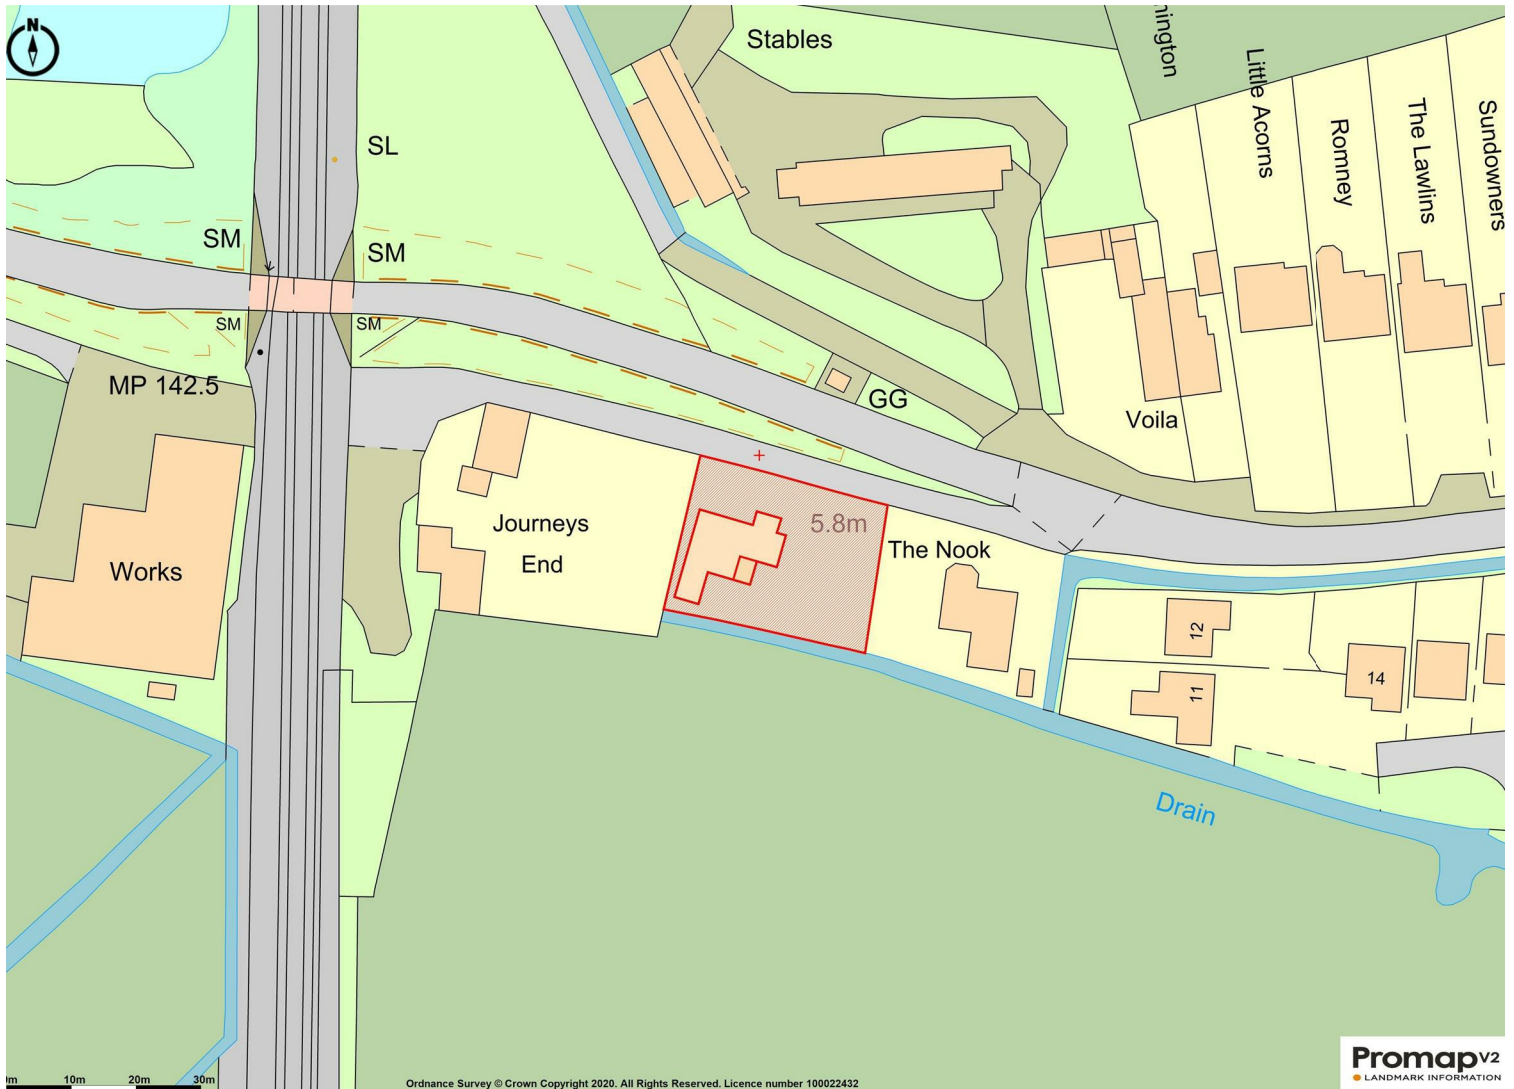 N
Stables
Little Acorns
Romney
The Lawlins
Sundowners
SL
SM
SM
SM
SM
MP 142.5
GG
Voila
Journeys
End
5.8m
The Nook
Works
12
11
14
Drain
10m
20m
30m
Ordnance Survey © Crown Copyright 2020. All Rights Reserved. Licence number 100022432
Promap V2
LANDMARK INFORMATION